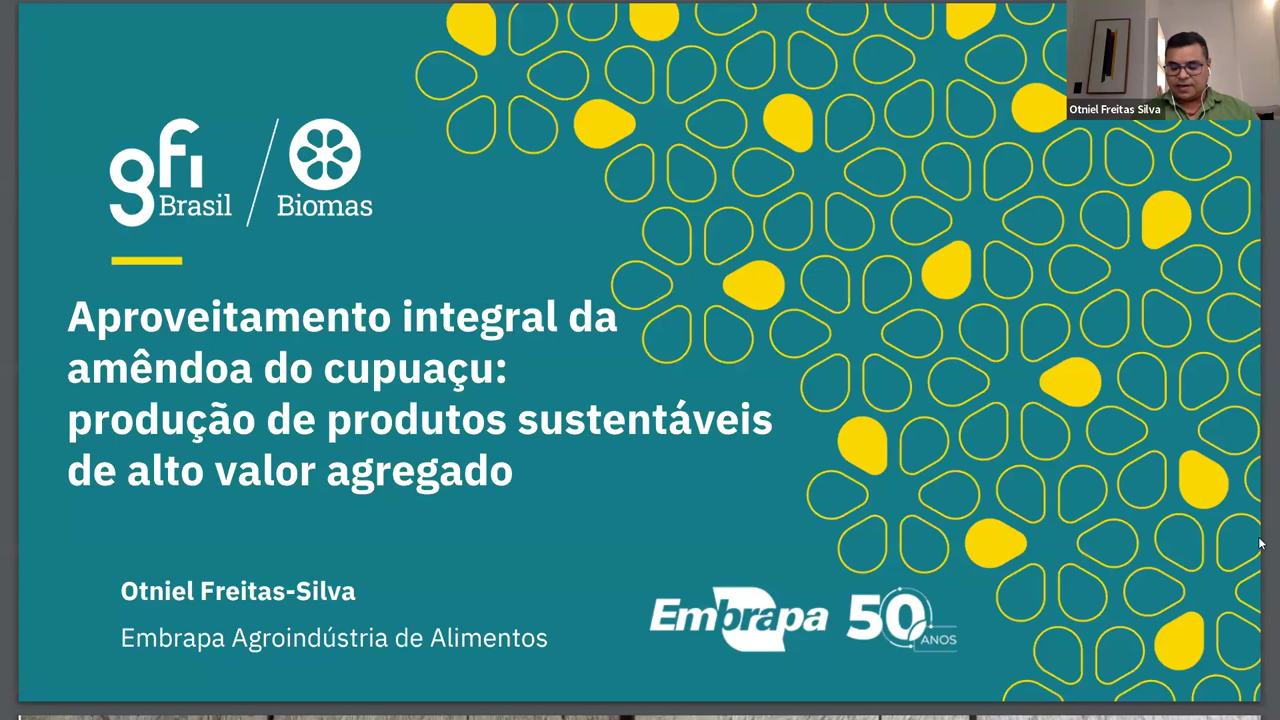 Otniel Freitas Silva
gfi
Brasil
Biomas
Aproveitamento integral da
amêndoa do cupuaçu:
produção de produtos sustentáveis
de alto valor agregado
Otniel Freitas-Silva
Embrapa Agroindústria de Alimentos
Embrapa
50
ANOS